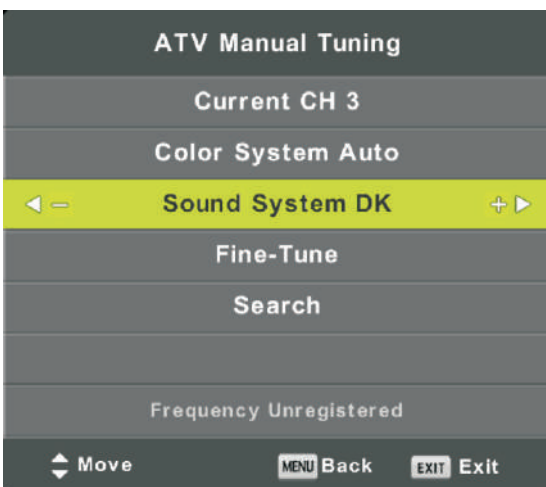 ATV Manual Tuning
Current CH 3
Color System Auto
Sound System DK
Fine-Tune
Search
Frequency Unregistered
Move MENU Back EXIT Exit